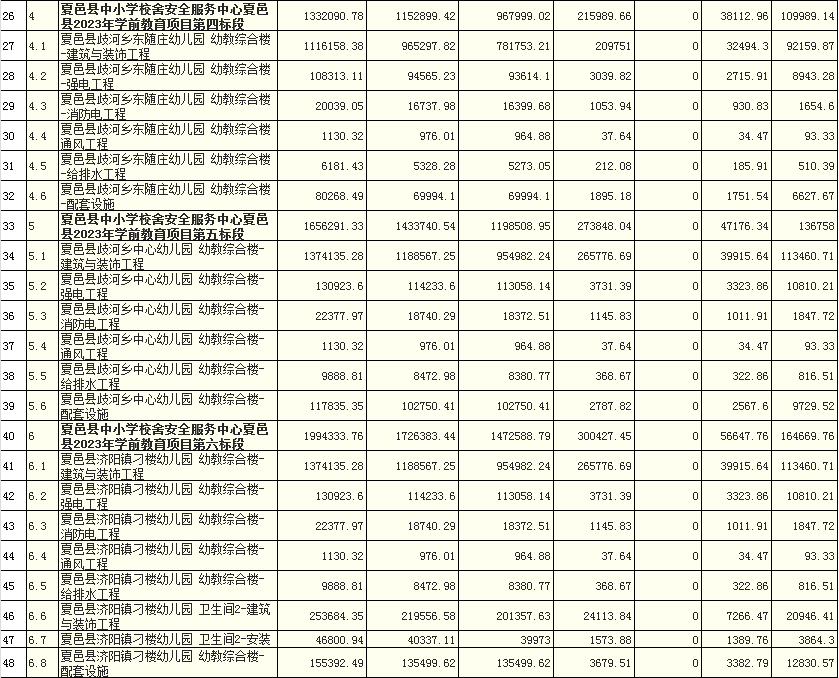 26 4 夏邑县中小学校舍安全服务中心夏邑 1332090.78 1152899.42 967999.02 215989.66 0 38112.96 109989.14
县2023年学前教育项目第四标段
27 4.1 夏邑县歧河乡东随庄幼儿园 幼教综合楼 1116158.38 965297.82 781753.21 209751 0 32494.3 92159.87
-建筑与装饰工程
28 4.2 夏邑县歧河乡东随庄幼儿园 幼教综合楼 108313.11 94565.23 93614.1 3039.82 0 2715.91 8943.28
-强电工程
29 4.3 夏邑县歧河乡东随庄幼儿园 幼教综合楼 20039.05 16737.98 16399.68 1053.94 0 930.83 1654.6
-消防电工程
30 4.4 夏邑县歧河乡东随庄幼儿园 幼教综合楼 1130.32 976.01 964.88 37.64 0 34.47 93.33
通风工程
31 4.5 夏邑县歧河乡东随庄幼儿园 幼教综合楼 6181.43 5328.28 5273.05 212.08 0 185.91 510.39
-给排水工程
32 4.6 夏邑县歧河乡东随庄幼儿园 幼教综合楼 80268.49 69994.1 69994.1 1895.18 0 1751.54 6627.67
-配套设施
33 5 夏邑县中小学校舍安全服务中心夏邑 1656291.33 1433740.54 1198508.95 273848.04 0 47176.34 136758
县2023年学前教育项目第五标段
34 5.1 夏邑县歧河乡中心幼儿园 幼教综合楼- 1374135.28 1188567.25 954982.24 265776.69 0 39915.64 113460.71
建筑与装饰工程
35 5.2 夏邑县歧河乡中心幼儿园 幼教综合楼- 130923.6 114233.6 113058.14 3731.39 0 3323.86 10810.21
强电工程
36 5.3 夏邑县歧河乡中心幼儿园 幼教综合楼- 22377.97 18740.29 18372.51 1145.83 0 1011.91 1847.72
消防电工程
37 5.4 夏邑县歧河乡中心幼儿园 幼教综合楼- 1130.32 976.01 964.88 37.64 0 34.47 93.33
通风工程
38 5.5 夏邑县歧河乡中心幼儿园 幼教综合楼- 9888.81 8472.98 8380.77 368.67 0 322.86 816.51
给排水工程
39 5.6 夏邑县歧河乡中心幼儿园 幼教综合楼- 117835.35 102750.41 102750.41 2787.82 0 2567.6 9729.52
配套设施
40 6 夏邑县中小学校舍安全服务中心夏邑 1994333.76 1726383.44 1472588.79 300427.45 0 56647.76 164669.76
县2023年学前教育项目第六标段
41 6.1 夏邑县济阳镇刁楼幼儿园 幼教综合楼- 1374135.28 1188567.25 954982.24 265776.69 0 39915.64 113460.71
建筑与装饰工程
42 6.2 夏邑县济阳镇刁楼幼儿园 幼教综合楼- 130923.6 114233.6 113058.14 3731.39 0 3323.86 10810.21
强电工程
43 6.3 夏邑县济阳镇刁楼幼儿园 幼教综合楼- 22377.97 18740.29 18372.51 1145.83 0 1011.91 1847.72
消防电工程
44 6.4 夏邑县济阳镇刁楼幼儿园 幼教综合楼- 1130.32 976.01 964.88 37.64 0 34.47 93.33
通风工程
45 6.5 夏邑县济阳镇刁楼幼儿园 幼教综合楼- 9888.81 8472.98 8380.77 368.67 0 322.86 816.51
给排水工程
46 6.6 夏邑县济阳镇刁楼幼儿园 卫生间2-建筑 253684.35 219556.58 201357.63 24113.84 0 7266.47 20946.41
与装饰工程
47 6.7 夏邑县济阳镇刁楼幼儿园 卫生间2-安装 46800.94 40337.11 39973 1573.88 0 1389.76 3864.3
48 6.8 夏邑县济阳镇刁楼幼儿园 幼教综合楼- 155392.49 135499.62 135499.62 3679.51 0 3382.79 12830.57
配套设施